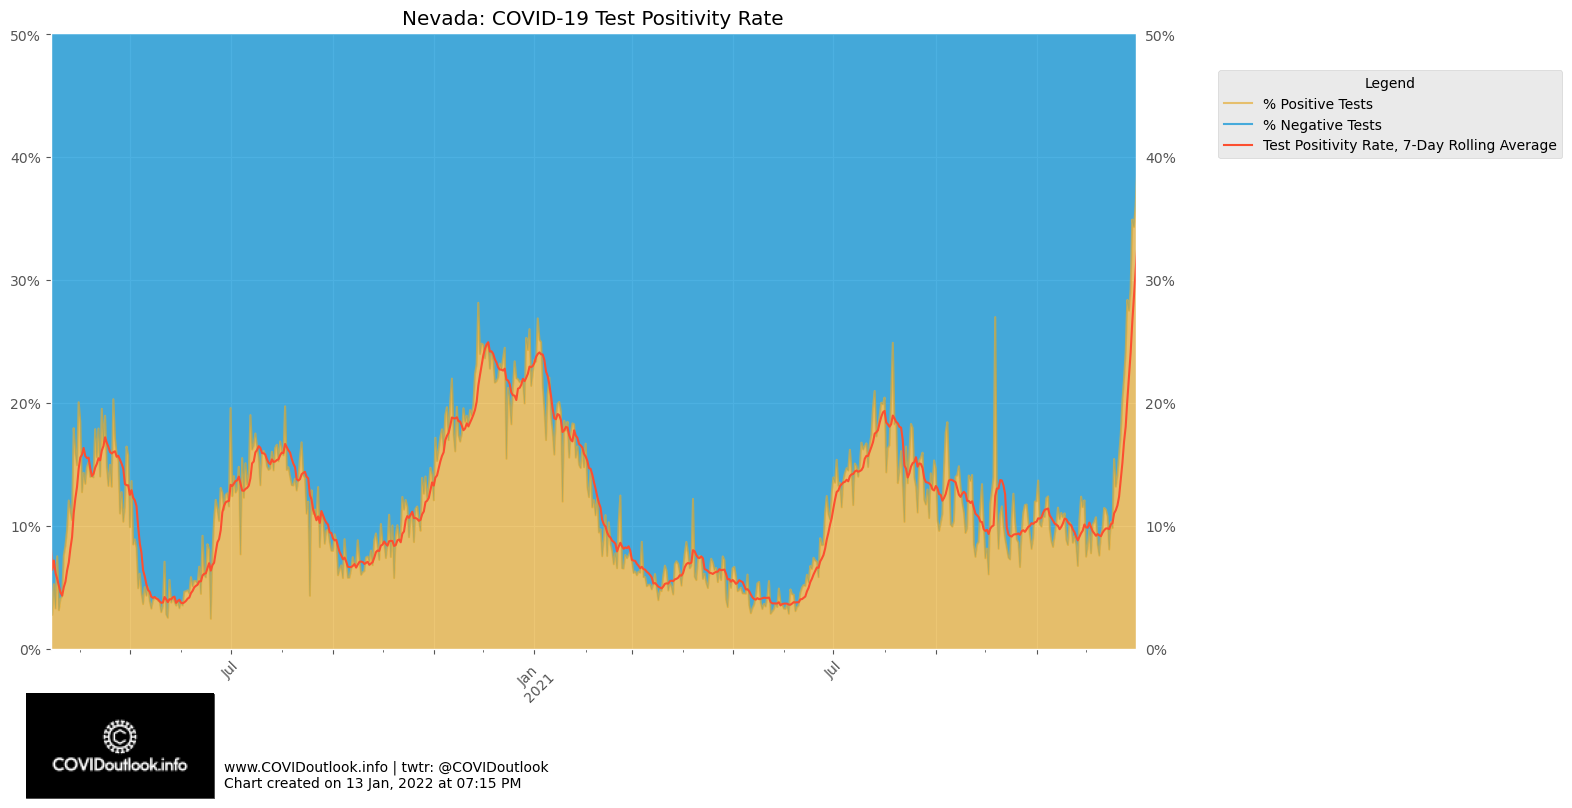 Nevada: COVID-19 Test Positivity Rate
50%
40%
30%
20%
10%
0%
50%
40%
30%
20%
10%
0%
Jul
Jan
2021
Jul
Legend
% Positive Tests
% Negative Tests
Test Positivity Rate, 7-Day Rolling Average
C
COVIDoutlook.info
www.COVIDoutlook.info | twtr: @COVIDoutlook
Chart created on 13 Jan, 2022 at 07:15 PM